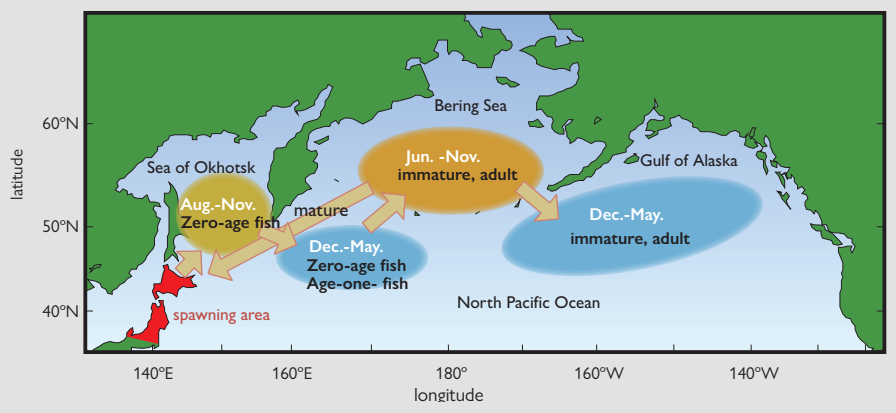 Bering Sea
60°N
Jun. -Nov.
immature, adult
Sea of Okhotsk
Gulf of Alaska
latitude
Aug.-Nov.
Zero-age fish
mature
50°N
Dec.-May.
immature, adult
Dec.-May.
Zero-age fish
Age-one- fish
North Pacific Ocean
40°N
spawning area
140°E
160°E
180°
160°W
140°W
longitude